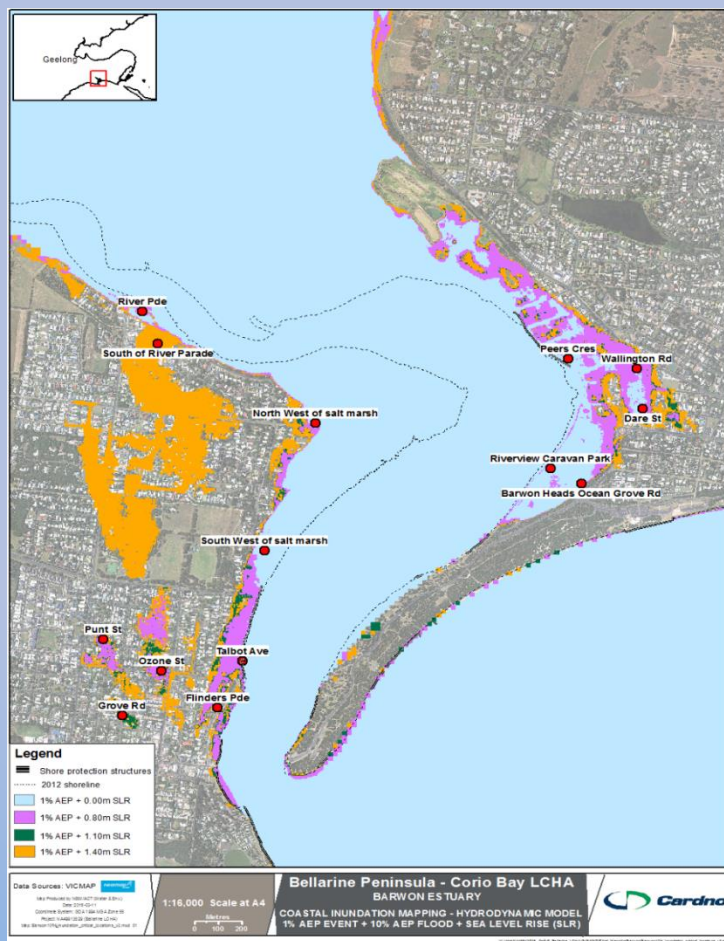 Geelong
River Pde
South of River Parade
Peers Cres
Wallington Rd
North West of salt marsh
Dare St
Riverview Caravan Park
Barwon Heads Ocean Grove Rd
South West of salt marsh
Punt St
Talbot Ave
Ozone St
Grove Rd
Flinders Pde
Legend
Shore protection structures
2012 shoreline
1% AEP + 0.00m SLR
1% AEP + 0.80m SLR
1% AEP + 1.10m SLR
1% AEP + 1.40m SLR
Data Sources: VICMAP
1:16,000 Scale at A4
Metres
Bellarine Peninsula - Corio Bay LCHA
BARWON ESTUARY
COASTAL INUNDATION MAPPING - HYDRODYNAMIC MODEL
1% AEP EVENT + 10% AEP FLOOD + SEA LEVEL RISE (SLR)
Cardno